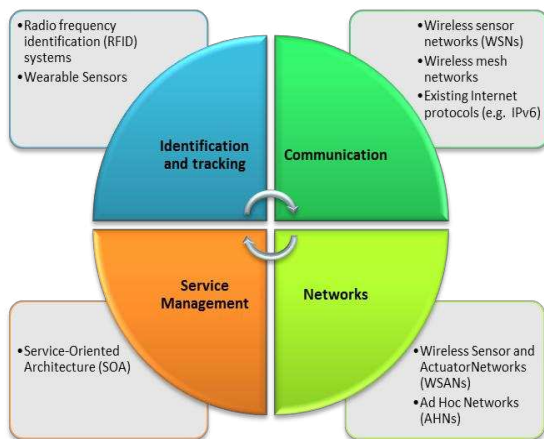 •Radio frequency
identification (RFID)
systems
•Wearable Sensors
•Wireless sensor
networks (WSNs)
•Wireless mesh
networks
•Existing Internet
protocols (e.g. IPv6)
Identification
and tracking
Communication
Service
Management
Networks
•Service-Oriented
Architecture (SOA)
•Wireless Sensor and
ActuatorNetworks
(WSANs)
•Ad Hoc Networks
(AHNs)